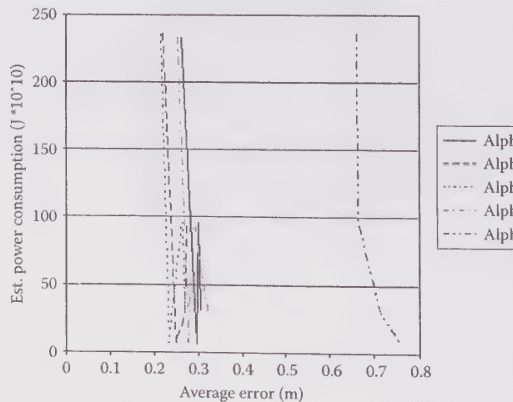 250
200
150
100
50
0
Est. power consumption (J *10^10)
0 0.1 0.2 0.3 0.4 0.5 0.6 0.7 0.8
Average error (m)
Alph
Alph
Alph
Alph
Alph